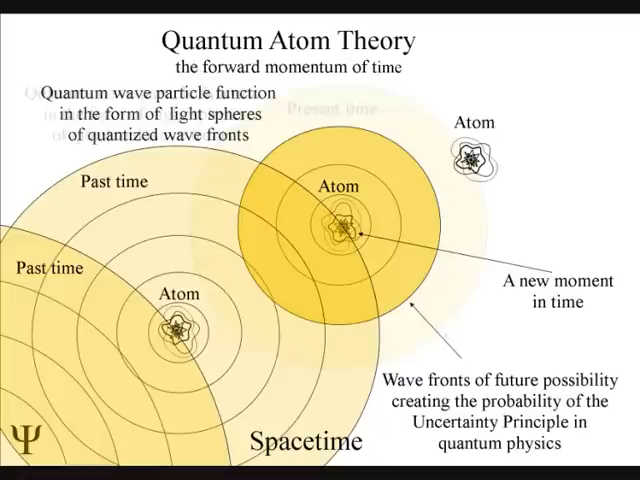 Quantum Atom Theory
the forward momentum of time
Quantum wave particle function
in the form of light spheres
of quantized wave fronts
Present time
Atom
Past time
Atom
Past time
Atom
A new moment
in time
Wave fronts of future possibility
creating the probability of the
Uncertainty Principle in
quantum physics
Spacetime
Ψ